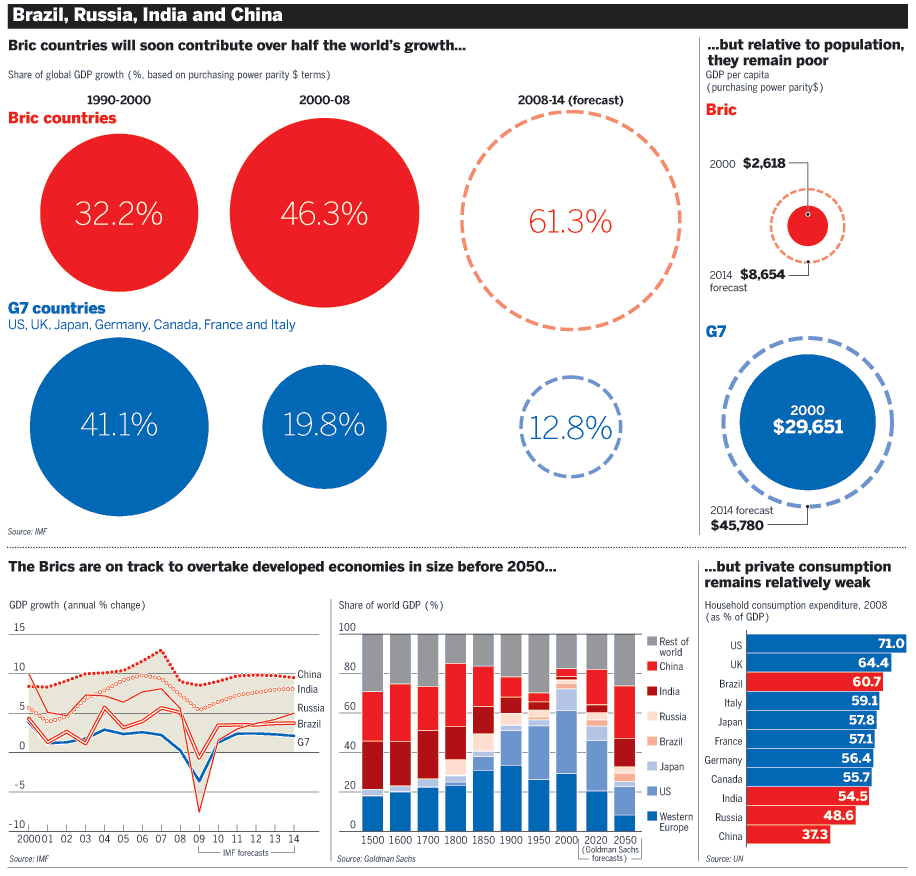 Brazil, Russia, India and China
Bric countries will soon contribute over half the world's growth...
Share of global GDP growth (%, based on purchasing power parity $ terms)
1990-2000
2000-08
2008-14 (forecast)
Bric countries
32.2%
46.3%
61.3%
G7 countries
US, UK, Japan, Germany, Canada, France and Italy
41.1%
19.8%
12.8%
Source: IMF
...but relative to population,
they remain poor
GDP per capita
(purchasing power parity$)
Bric
2000 $2,618
2014 $8,654
forecast
G7
2000
$29,651
2014 forecast
$45,780
The Brics are on track to overtake developed economies in size before 2050...
GDP growth (annual % change)
15
10
5
0
-5
-10
China
India
Russia
Brazil
G7
2000 01 02 03 04 05 06 07 08 09 10 11 12 13 14
IMF forecasts
Source: IMF
Share of world GDP (%)
100
80
60
40
20
0
Rest of
world
China
India
Russia
Brazil
Japan
US
Western
Europe
1500 1600 1700 1800 1850 1900 1950 2000 2020 2050
(Goldman Sachs
forecasts)
Source: Goldman Sachs
...but private consumption
remains relatively weak
Household consumption expenditure, 2008
(as % of GDP)
US 71.0
UK 64.4
Brazil 60.7
Italy 59.1
Japan 57.8
France 57.1
Germany 56.4
Canada 55.7
India 54.5
Russia 48.6
China 37.3
Source: UN